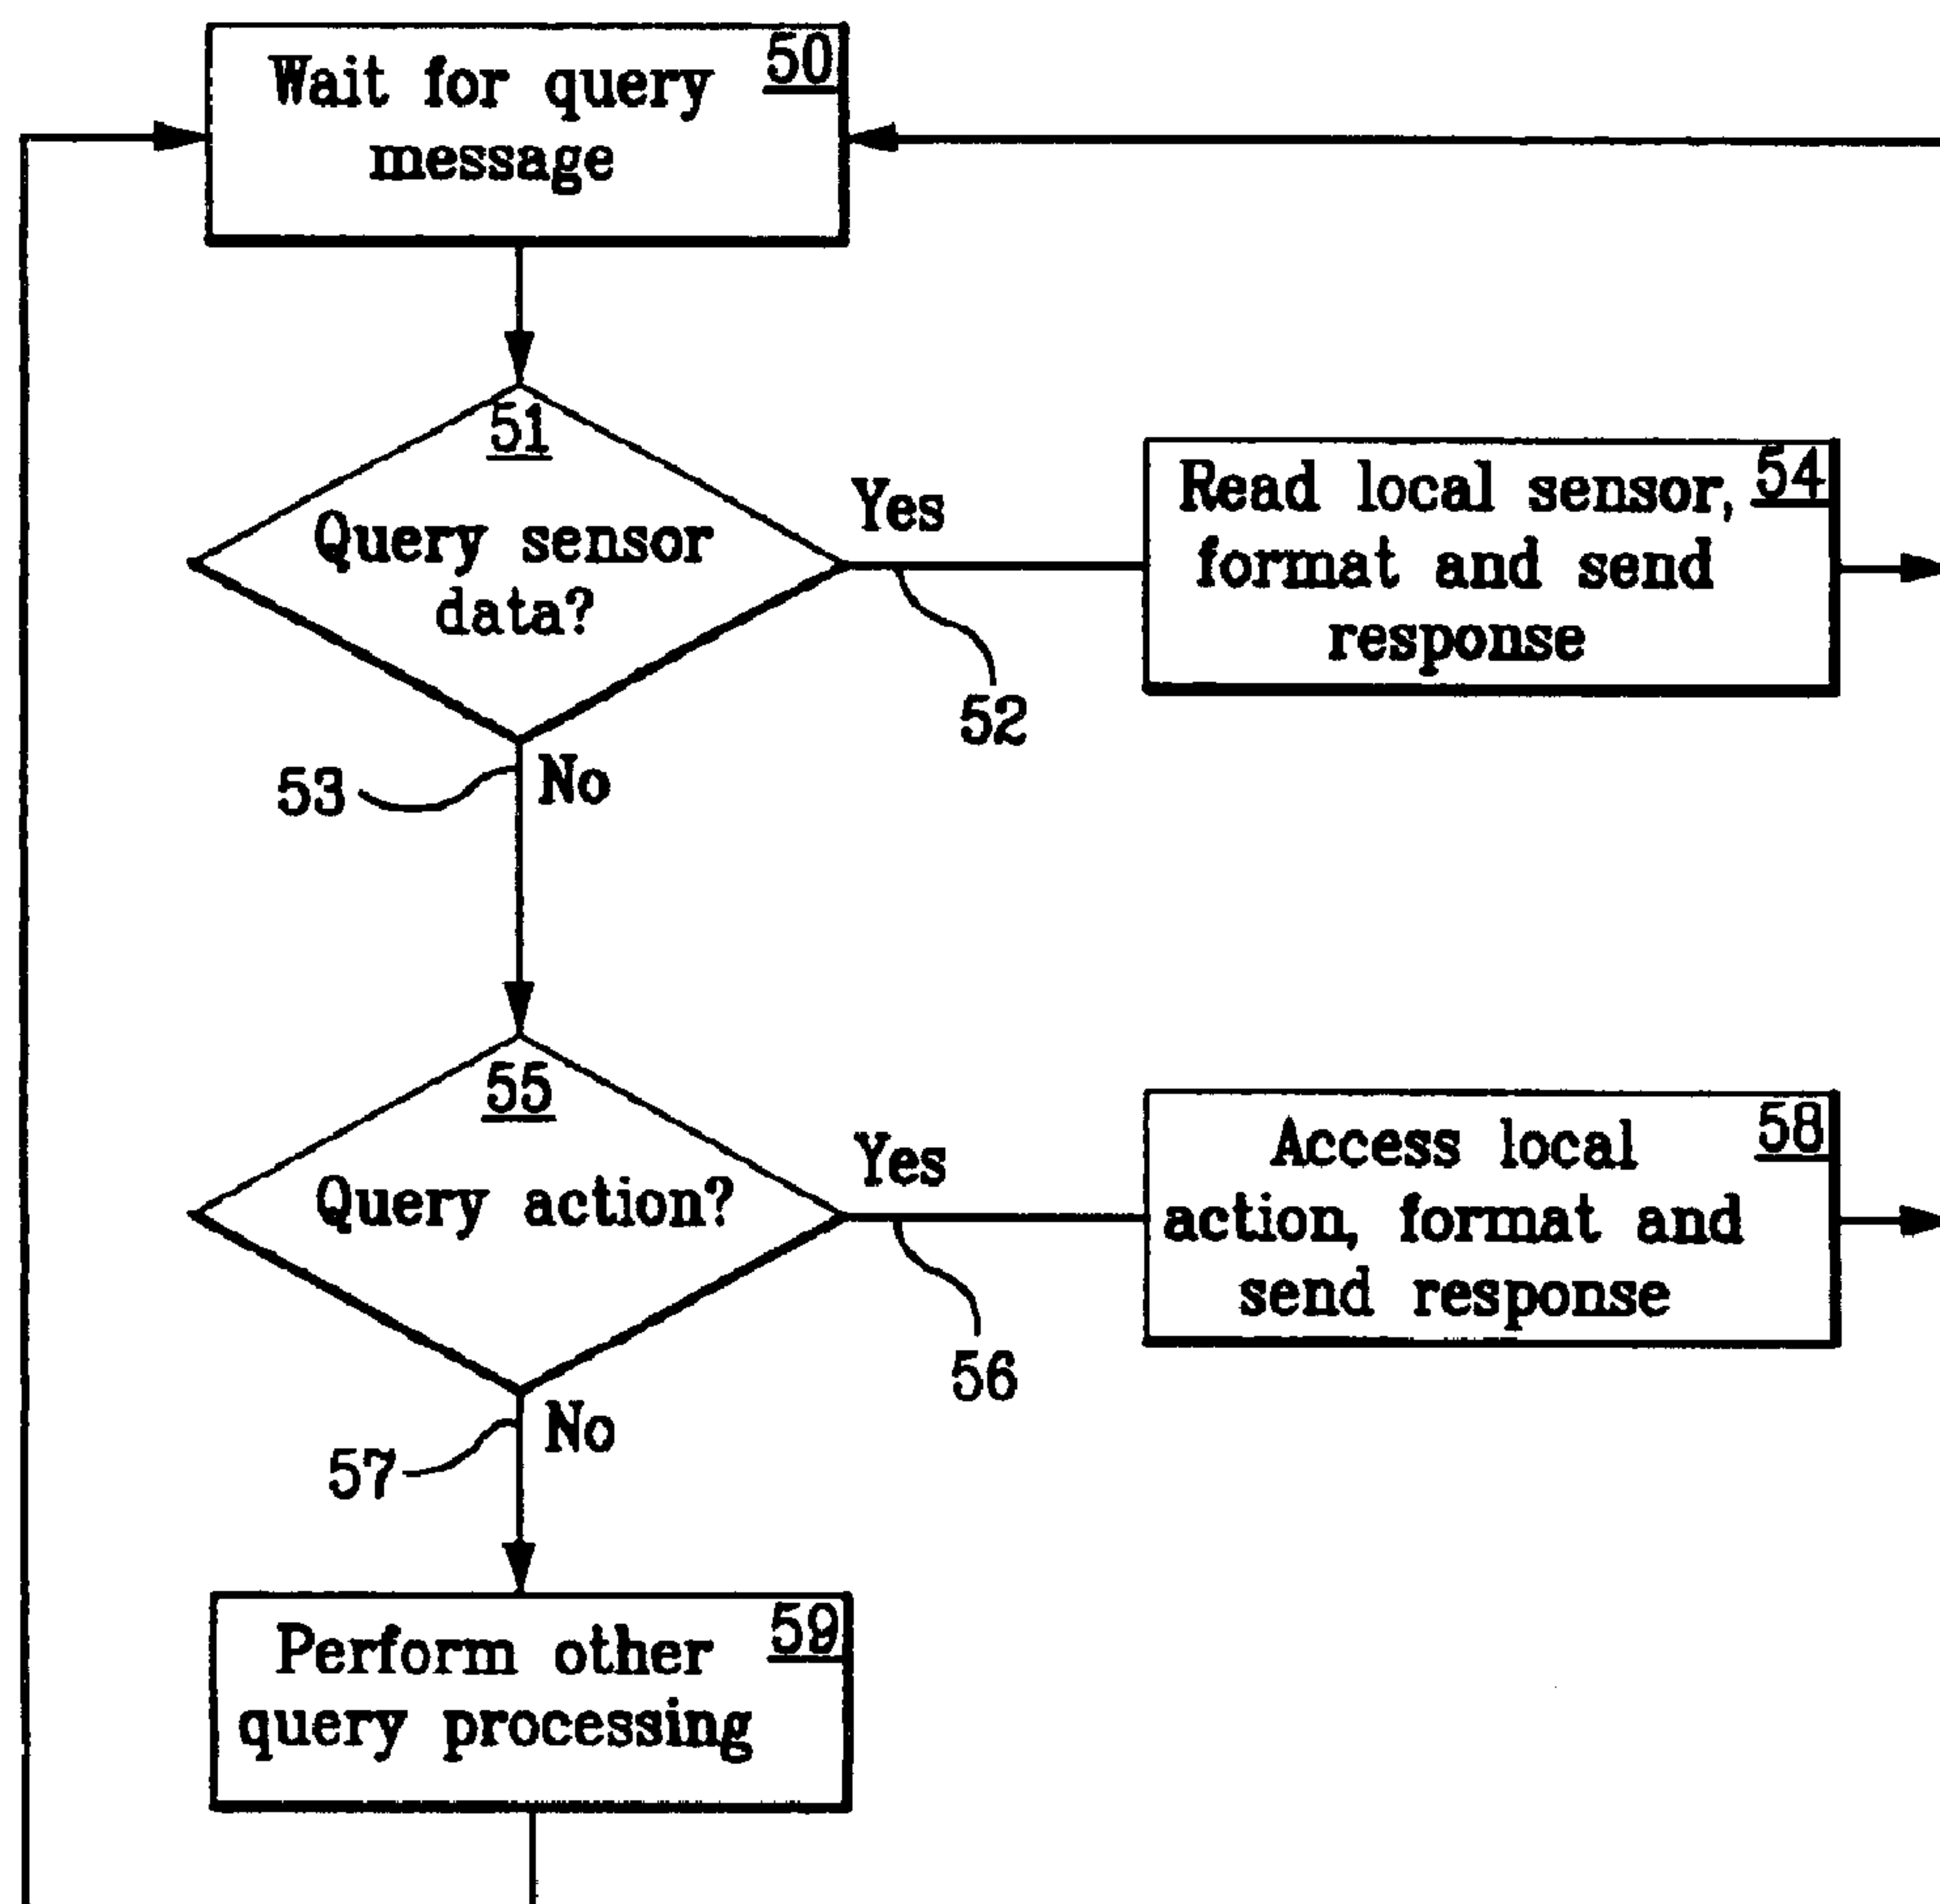 Wait for query 50
message
51
Query sensor
data?
Yes
52
53
No
Read local sensor, 54
format and send
response
55
Query action?
Yes
56
57
No
Access local 58
action, format and
send response
Perform other 59
query processing